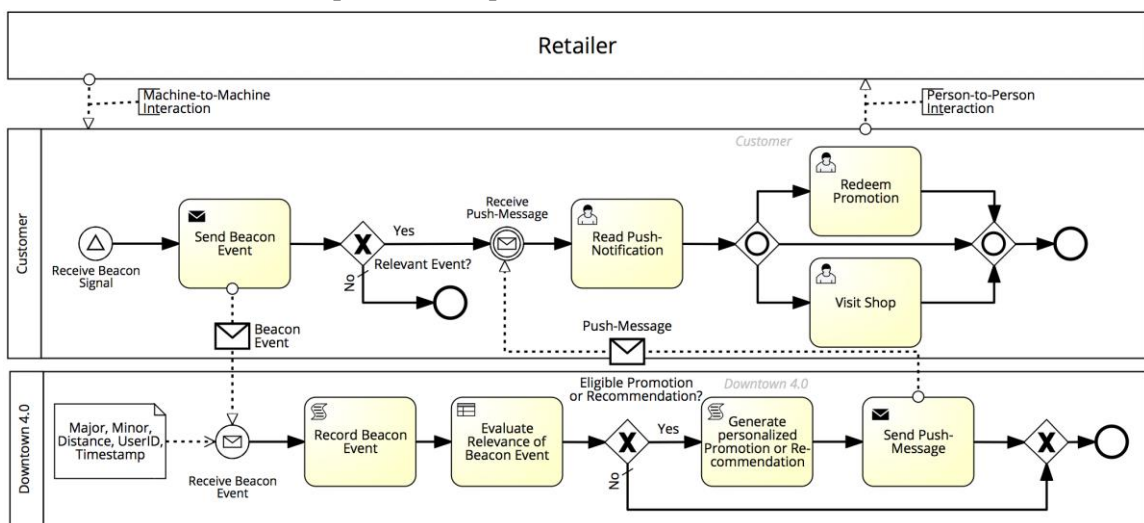 Retailer
Machine-to-Machine
Interaction
Person-to-Person
Interaction
Customer
Customer
Receive Beacon
Signal
Send Beacon
Event
Yes
Relevant Event?
No
Receive
Push-Message
Read Push-
Notification
Redeem
Promotion
Visit Shop
Beacon
Event
Push-Message
Downtown 4.0
Downtown 4.0
Major, Minor,
Distance, UserID,
Timestamp
Receive Beacon
Event
Record Beacon
Event
Evaluate
Relevance of
Beacon Event
Eligible Promotion
or Recommendation?
Yes
No
Generate
personalized
Promotion or Re-
commendation
Send Push-
Message